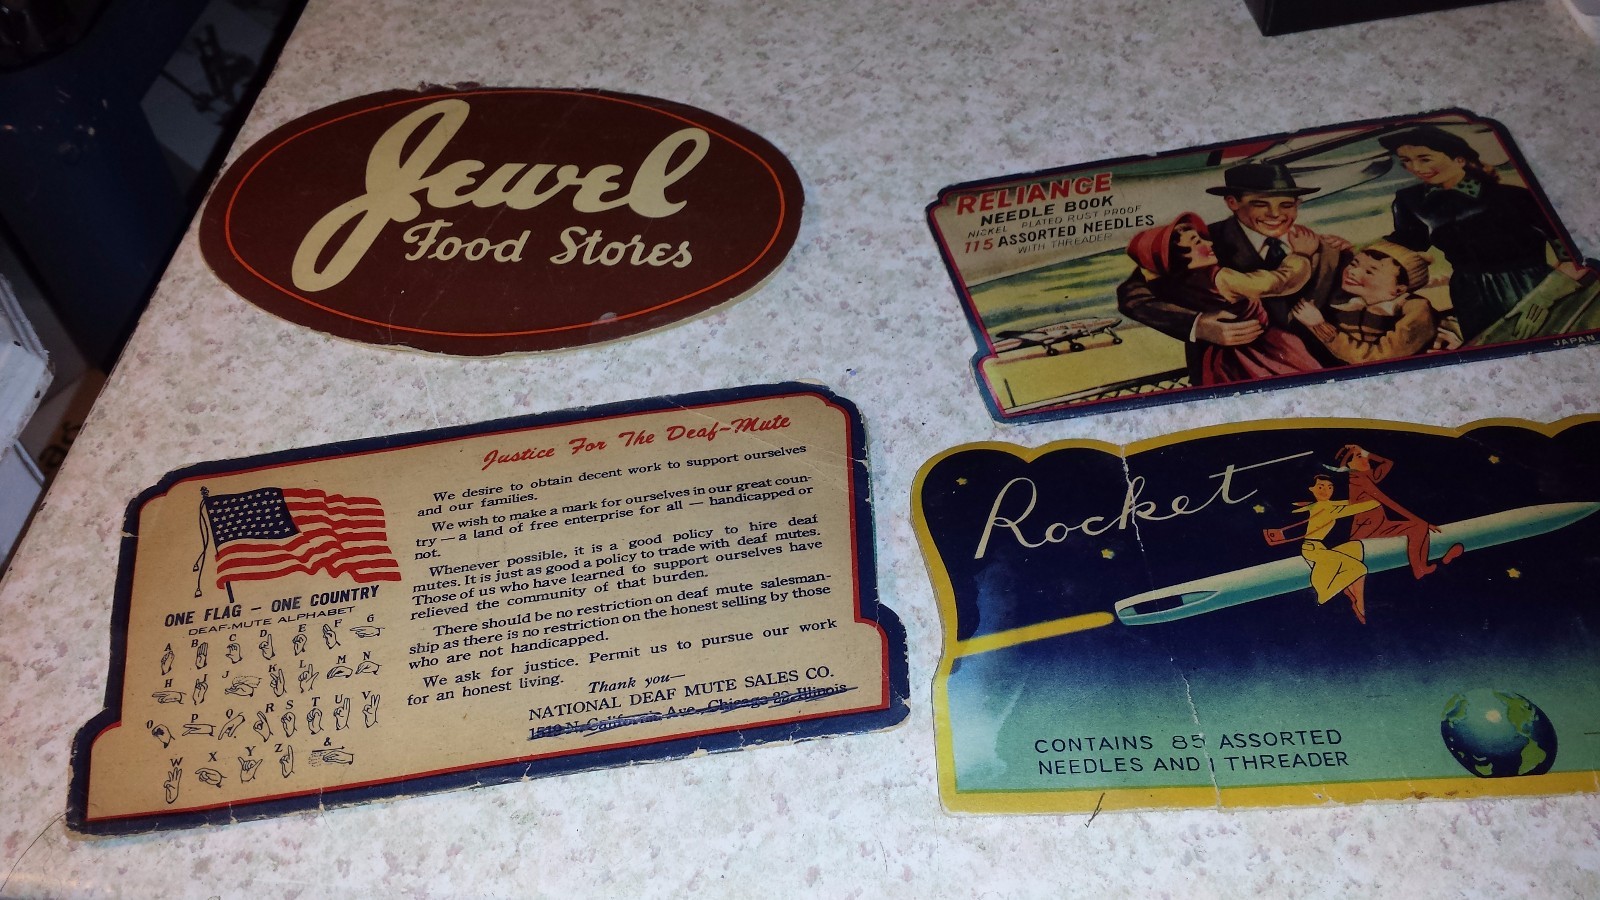 Jewel
Food Stores
RELIANCE
NEEDLE BOOK
NICKEL PLATED RUST PROOF
115 ASSORTED NEEDLES
WITH THREADER
JAPAN
Justice For The Deaf-Mute
We desire to obtain decent work to support ourselves
and our families.
We wish to make a mark for ourselves in our great coun-
try — a land of free enterprise for all — handicapped or
not.
Whenever possible, it is a good policy to hire deaf
mutes. It is just as good a policy to trade with deaf mutes.
Those of us who have learned to support ourselves have
relieved the community of that burden.
There should be no restriction on deaf mute salesman-
ship as there is no restriction on the honest selling by those
who are not handicapped.
We ask for justice. Permit us to pursue our work
for an honest living.
Thank you—
NATIONAL DEAF MUTE SALES CO.
1519 N. California Ave., Chicago 22, Illinois
ONE FLAG – ONE COUNTRY
DEAF-MUTE ALPHABET
A B C D E F G
H I J K L M N
O P Q R S T U V
W X Y Z &
Rocket
CONTAINS 85 ASSORTED
NEEDLES AND 1 THREADER